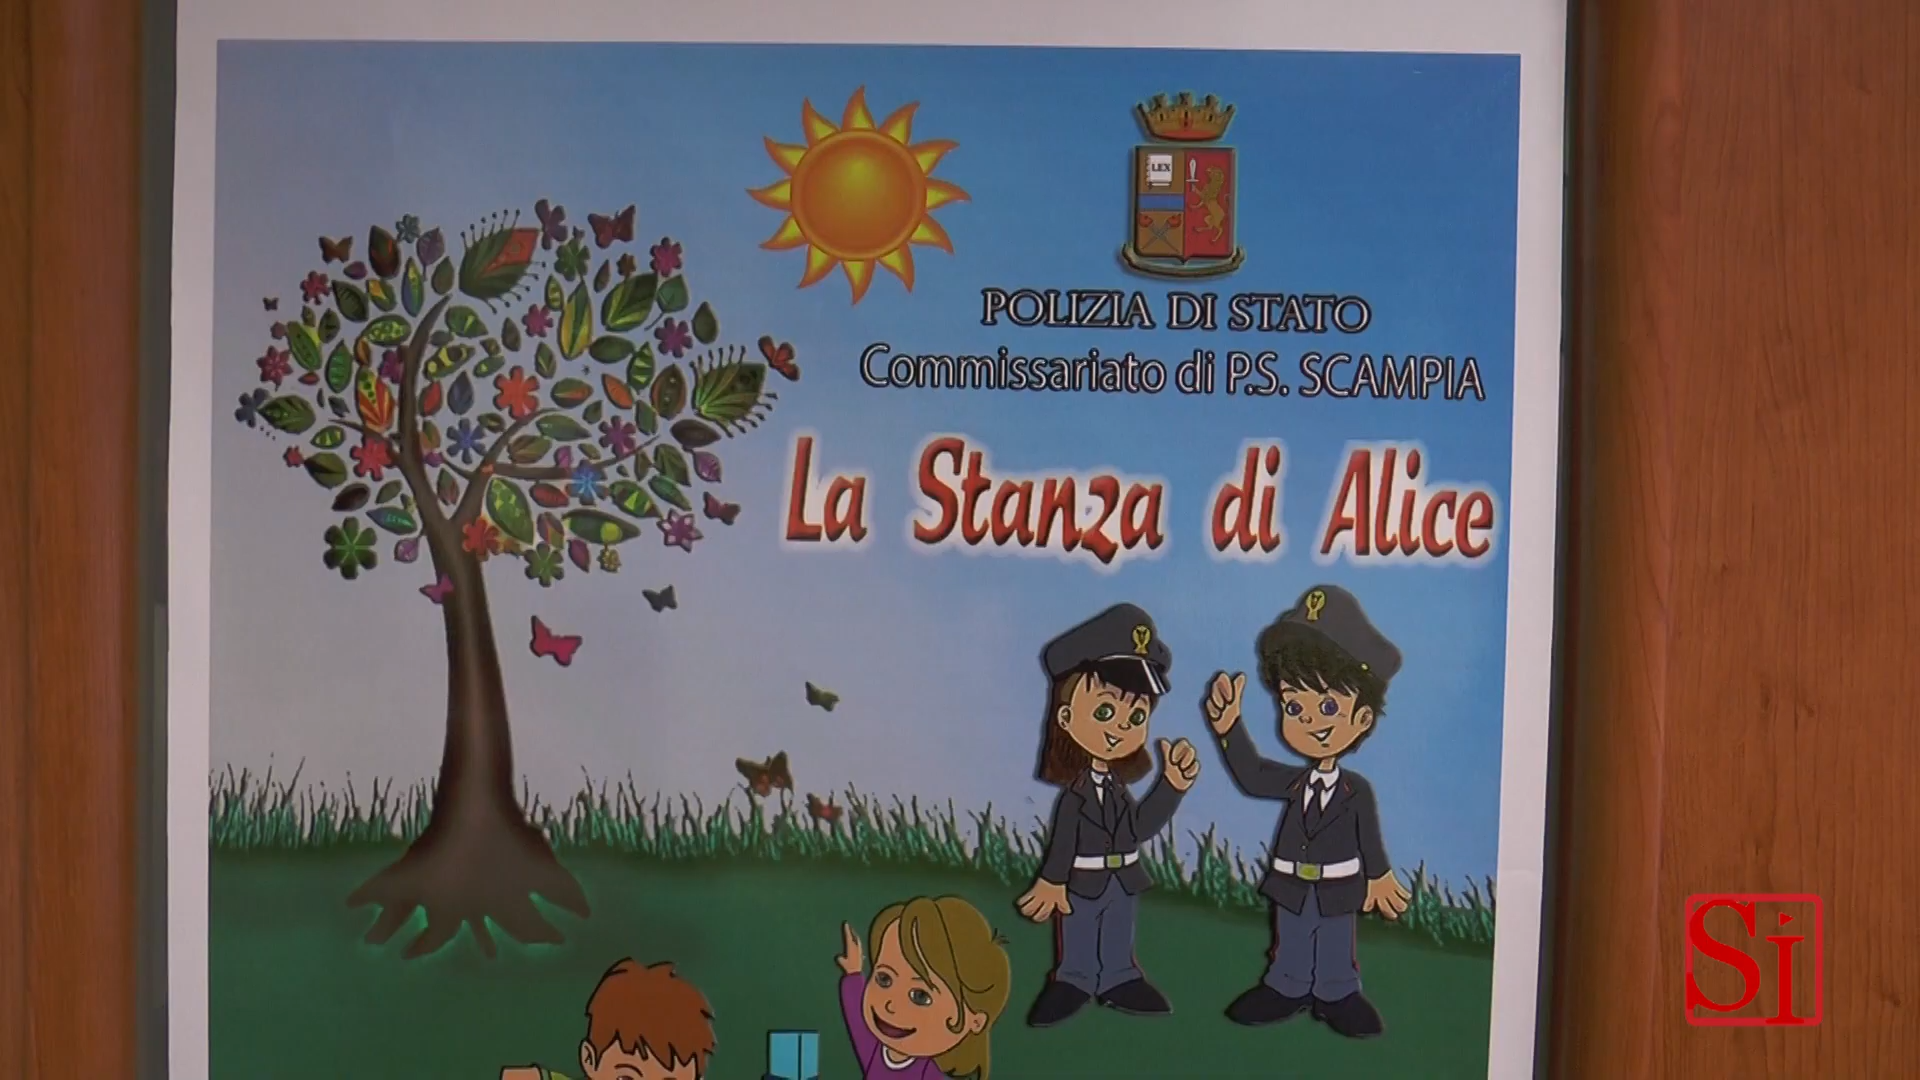 LEX
POLIZIA DI STATO
Commissariato di P.S. SCAMPIA
La Stanza di Alice
Si